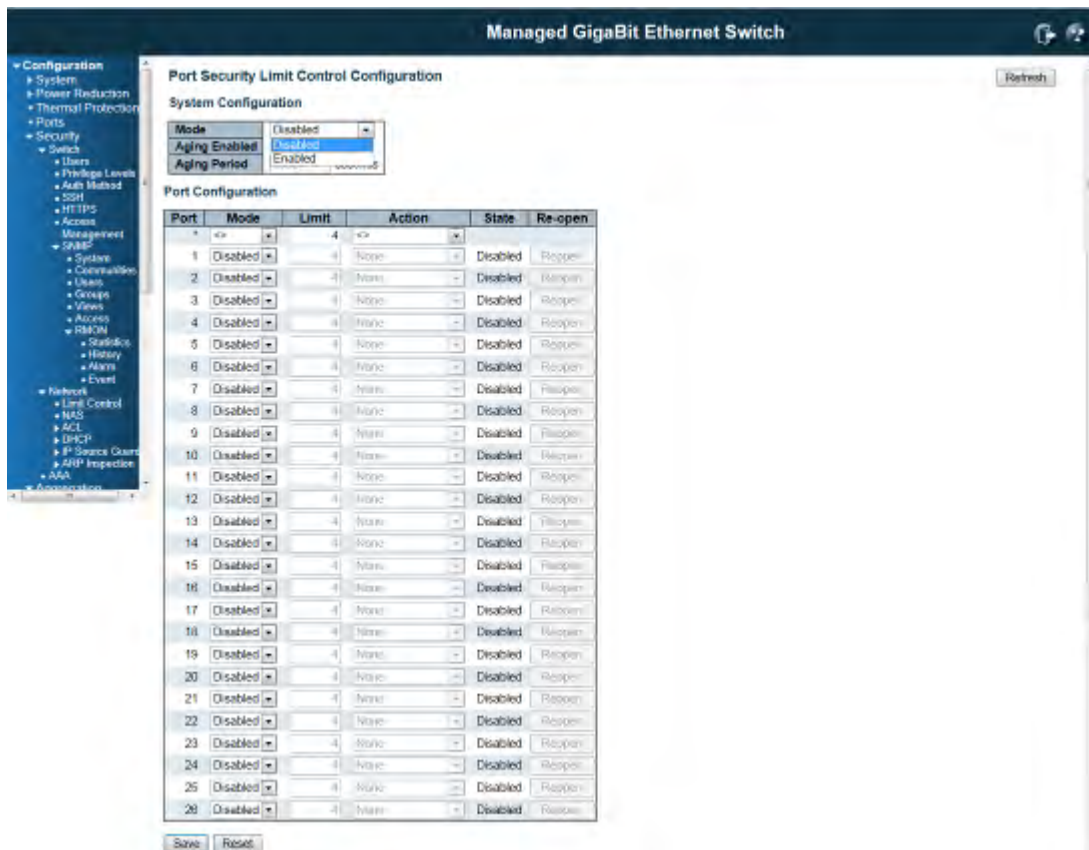 Managed GigaBit Ethernet Switch
Configuration
System
Power Reduction
Thermal Protection
Ports
Security
Switch
Users
Privilege Levels
Auth Method
SSH
HTTPS
Access
Management
SNMP
System
Communities
Users
Groups
Views
Access
RMON
Statistics
History
Alarm
Event
Network
Limit Control
NAS
ACL
DHCP
IP Source Guard
ARP Inspection
AAA
Aggregation
Port Security Limit Control Configuration
Refresh
System Configuration
Mode Disabled
Aging Enabled Disabled
Enabled
Aging Period
Port Configuration
Port Mode Limit Action State Re-open
* <> 4 <>
1 Disabled 4 None Disabled Reopen
2 Disabled 4 None Disabled Reopen
3 Disabled 4 None Disabled Reopen
4 Disabled 4 None Disabled Reopen
5 Disabled 4 None Disabled Reopen
6 Disabled 4 None Disabled Reopen
7 Disabled 4 None Disabled Reopen
8 Disabled 4 None Disabled Reopen
9 Disabled 4 None Disabled Reopen
10 Disabled 4 None Disabled Reopen
11 Disabled 4 None Disabled Reopen
12 Disabled 4 None Disabled Reopen
13 Disabled 4 None Disabled Reopen
14 Disabled 4 None Disabled Reopen
15 Disabled 4 None Disabled Reopen
16 Disabled 4 None Disabled Reopen
17 Disabled 4 None Disabled Reopen
18 Disabled 4 None Disabled Reopen
19 Disabled 4 None Disabled Reopen
20 Disabled 4 None Disabled Reopen
21 Disabled 4 None Disabled Reopen
22 Disabled 4 None Disabled Reopen
23 Disabled 4 None Disabled Reopen
24 Disabled 4 None Disabled Reopen
25 Disabled 4 None Disabled Reopen
26 Disabled 4 None Disabled Reopen
Save Reset